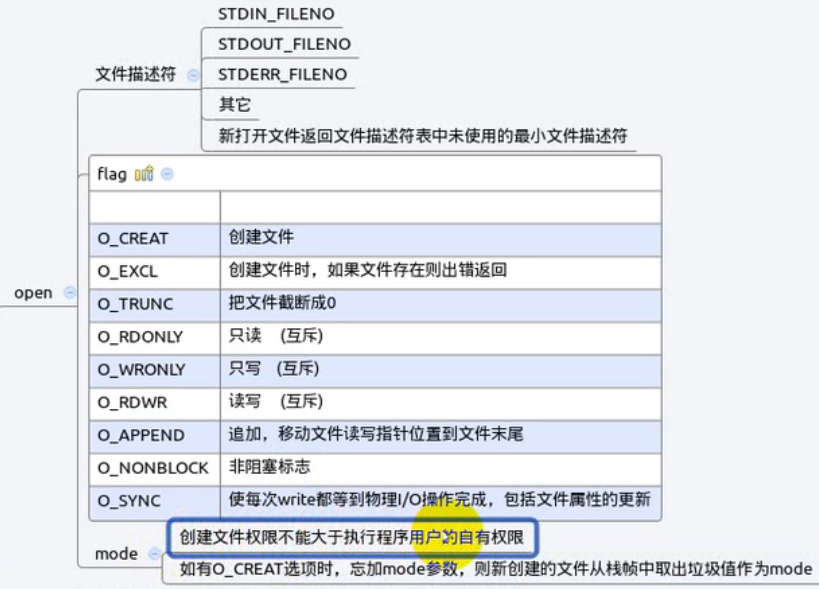 STDIN_FILENO
STDOUT_FILENO
文件描述符
STDERR_FILENO
其它
新打开文件返回文件描述符表中未使用的最小文件描述符
flag
O_CREAT 创建文件
O_EXCL 创建文件时，如果文件存在则出错返回
open
O_TRUNC 把文件截断成0
O_RDONLY 只读 (互斥)
O_WRONLY 只写 (互斥)
O_RDWR 读写 (互斥)
O_APPEND 追加，移动文件读写指针位置到文件末尾
O_NONBLOCK 非阻塞标志
O_SYNC 使每次write都等到物理I/O操作完成，包括文件属性的更新
创建文件权限不能大于执行程序用户的自有权限
mode
如有O_CREAT选项时，忘加mode参数，则新创建的文件从栈帧中取出垃圾值作为mode